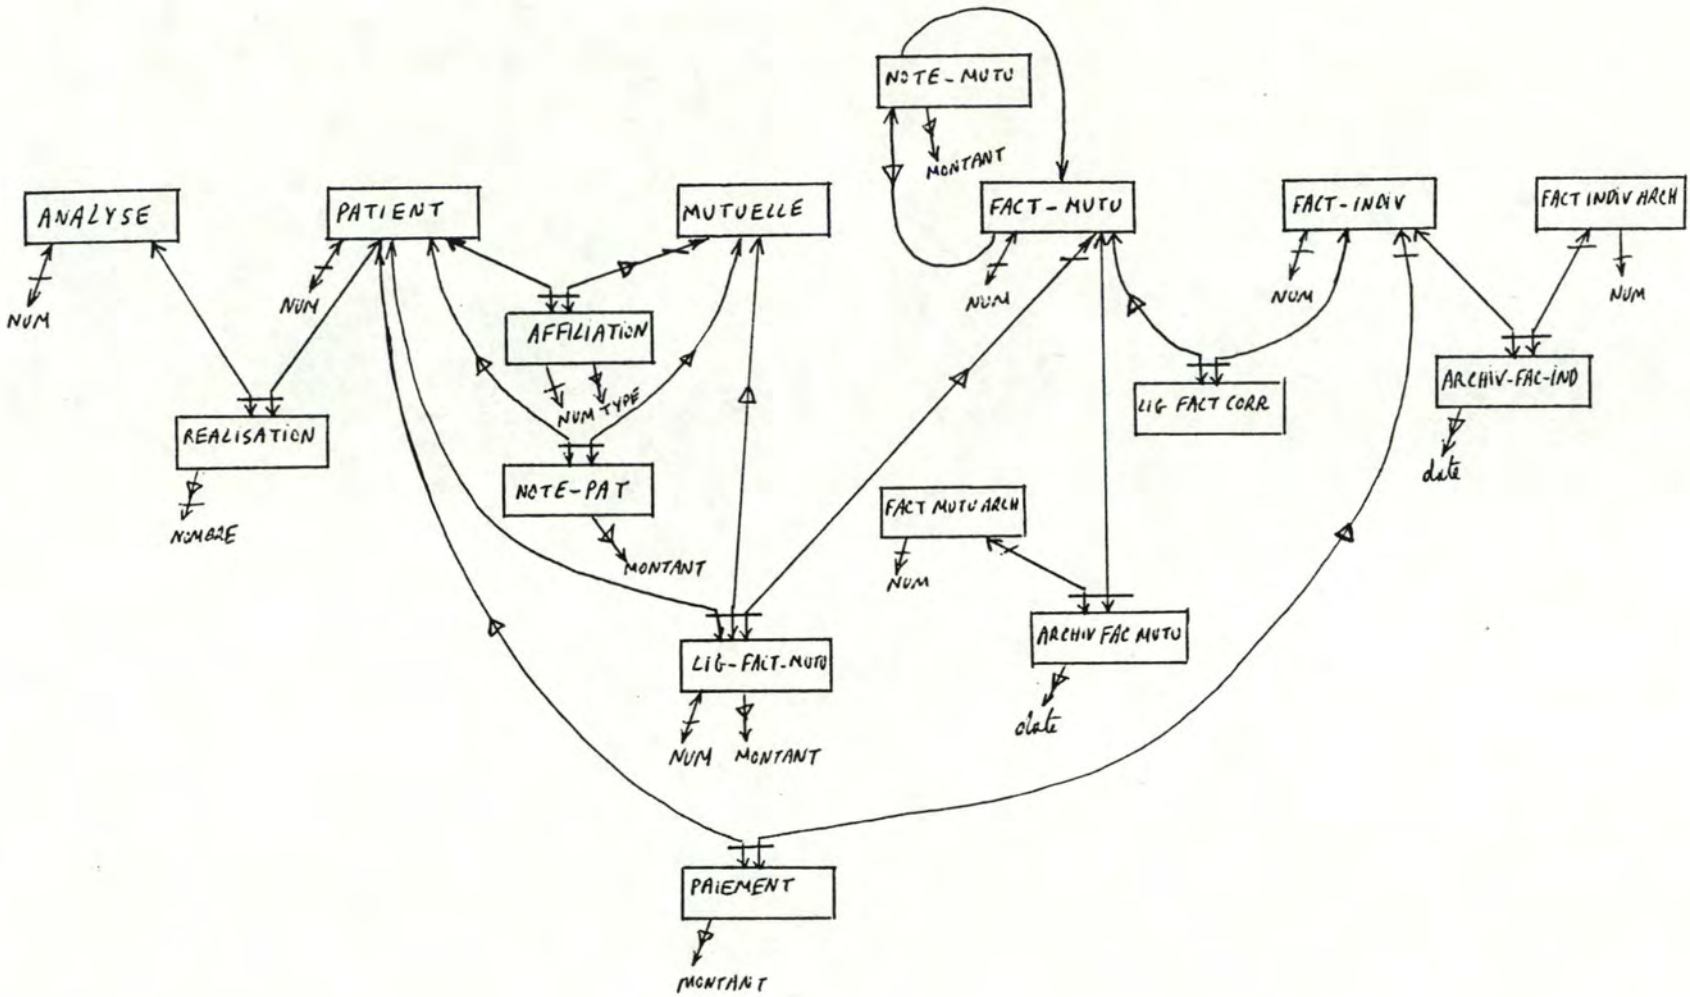 NOTE-MUTU
MONTANT
ANALYSE
PATIENT
MUTUELLE
FACT-MUTU
FACT-INDIV
FACT INDIV ARCH
NUM
NUM
NUM
NUM
NUM
AFFILIATION
NUM TYPE
LIG FACT CORR
ARCHIV-FAC-IND
date
REALISATION
NOMBRE
NOTE-PAT
MONTANT
FACT MUTU ARCH
NUM
LIG-FACT-MUTU
NUM MONTANT
ARCHIV FAC MUTU
date
PAIEMENT
MONTANT